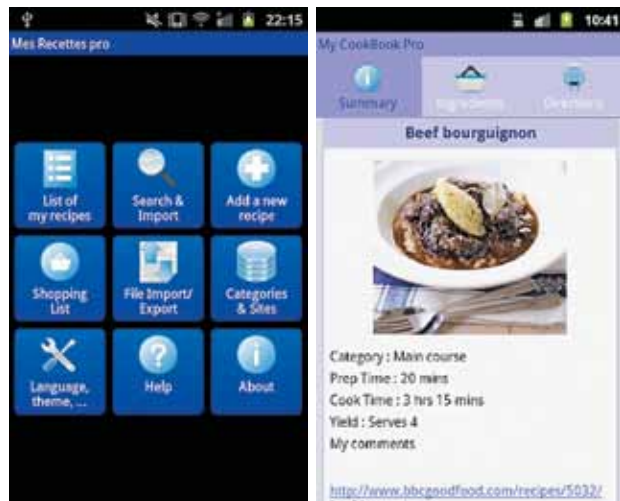 22:15
Mes Recettes pro
List of
my recipes
Search &
Import
Add a new
recipe
Shopping
List
File Import/
Export
Categories
& Sites
Language,
theme, ...
Help
About
10:41
My CookBook Pro
Summary
Ingredients
Directions
Beef bourguignon
Category : Main course
Prep Time : 20 mins
Cook Time : 3 hrs 15 mins
Yield : Serves 4
My comments
http://www.bbcgoodfood.com/recipes/5032/